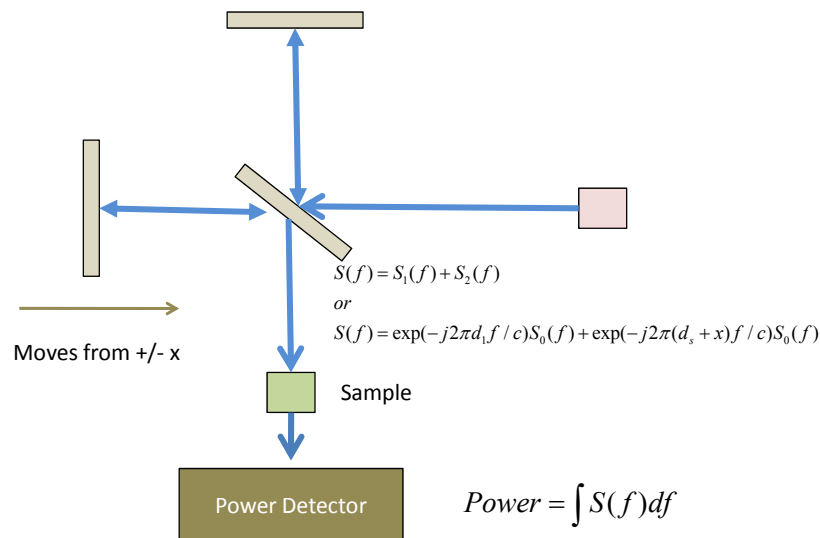 S(f) = S₁(f) + S₂(f)
or
S(f) = exp(−j2πd₁f / c)S₀(f) + exp(−j2π(dₛ + x)f / c)S₀(f)
Moves from +/- x
Sample
Power Detector
Power = ∫ S(f)df